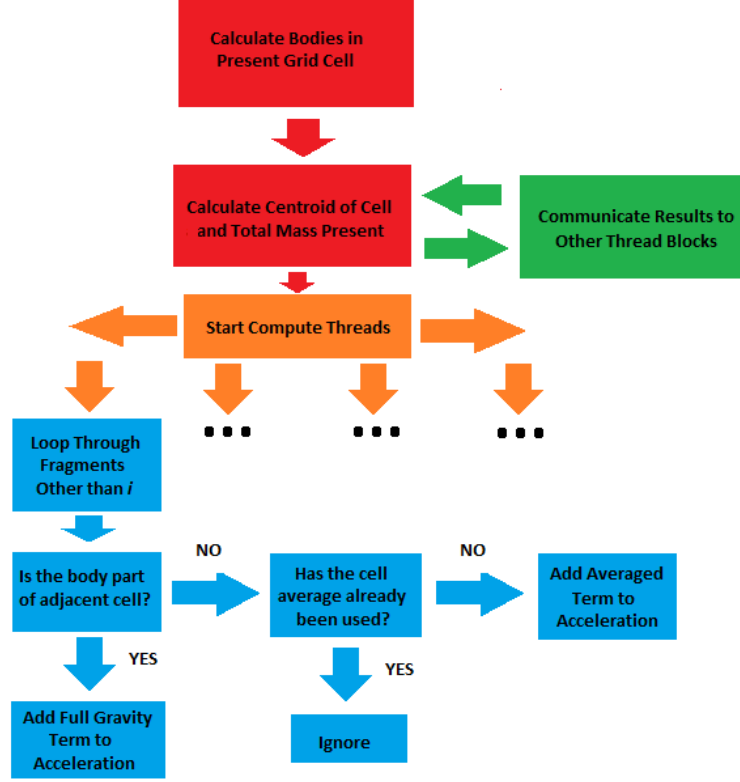 Calculate Bodies in
Present Grid Cell
Calculate Centroid of Cell
and Total Mass Present
Communicate Results to
Other Thread Blocks
Start Compute Threads
...
...
...
Loop Through
Fragments
Other than i
Is the body part
of adjacent cell?
NO
Has the cell
average already
been used?
NO
Add Averaged
Term to
Acceleration
YES
YES
Add Full Gravity
Term to
Acceleration
Ignore